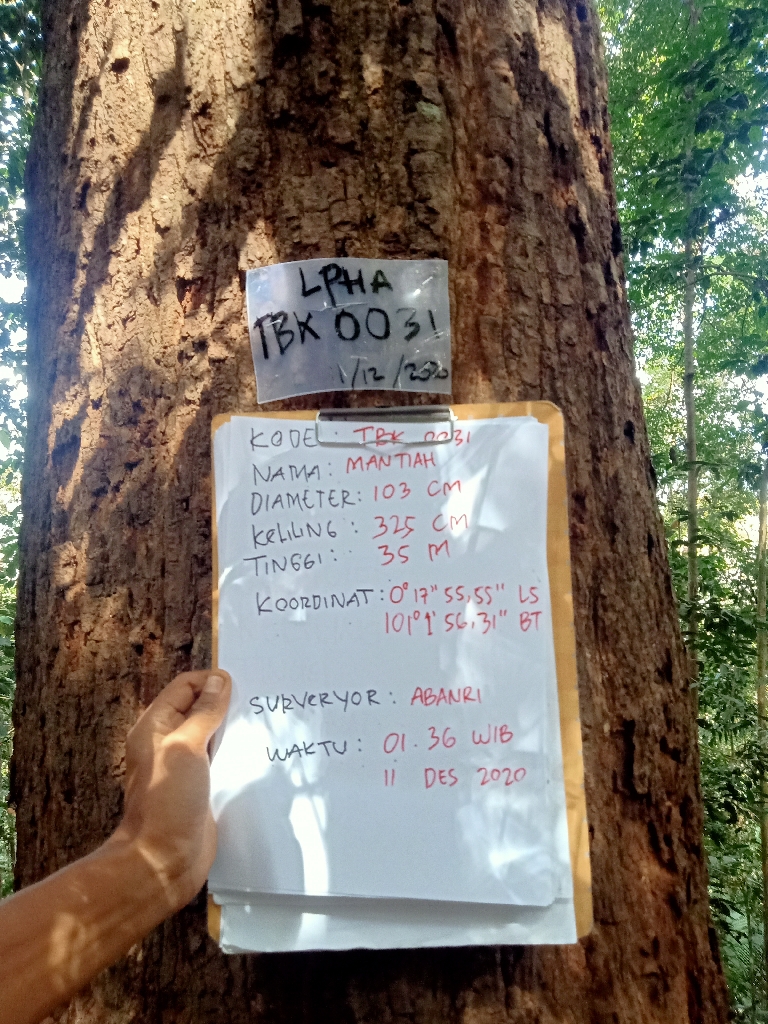 LPHA
TBK 0031
1/12/2020
KODE : TBK 0031
NAMA : MANTIAH
DIAMETER : 103 CM
KELILING : 325 CM
TINGGI : 35 M
KOORDINAT : 0° 17" 55,55" LS
101° 1' 56,31" BT
SURVERYOR : ABANRI
WAKTU : 01.36 WIB
11 DES 2020